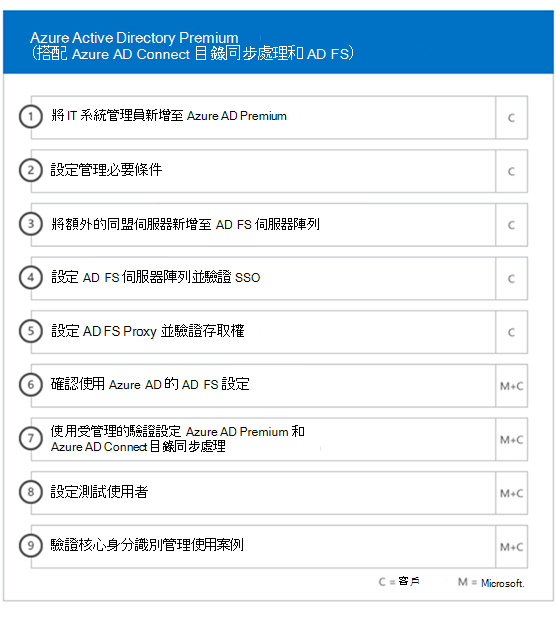 Azure Active Directory Premium
(搭配 Azure AD Connect 目錄同步處理和 AD FS)
1 將 IT 系統管理員新增至 Azure AD Premium C
2 設定管理必要條件 C
3 將額外的同盟伺服器新增至 AD FS 伺服器陣列 C
4 設定 AD FS 伺服器陣列並驗證 SSO C
5 設定 AD FS Proxy 並驗證存取權 C
6 確認使用 Azure AD 的 AD FS 設定 M+C
7 使用受管理的驗證設定 Azure AD Premium 和
Azure AD Connect 目錄同步處理 M+C
8 設定測試使用者 M+C
9 驗證核心身分識別管理使用案例 M+C
C = 客戶 M = Microsoft.